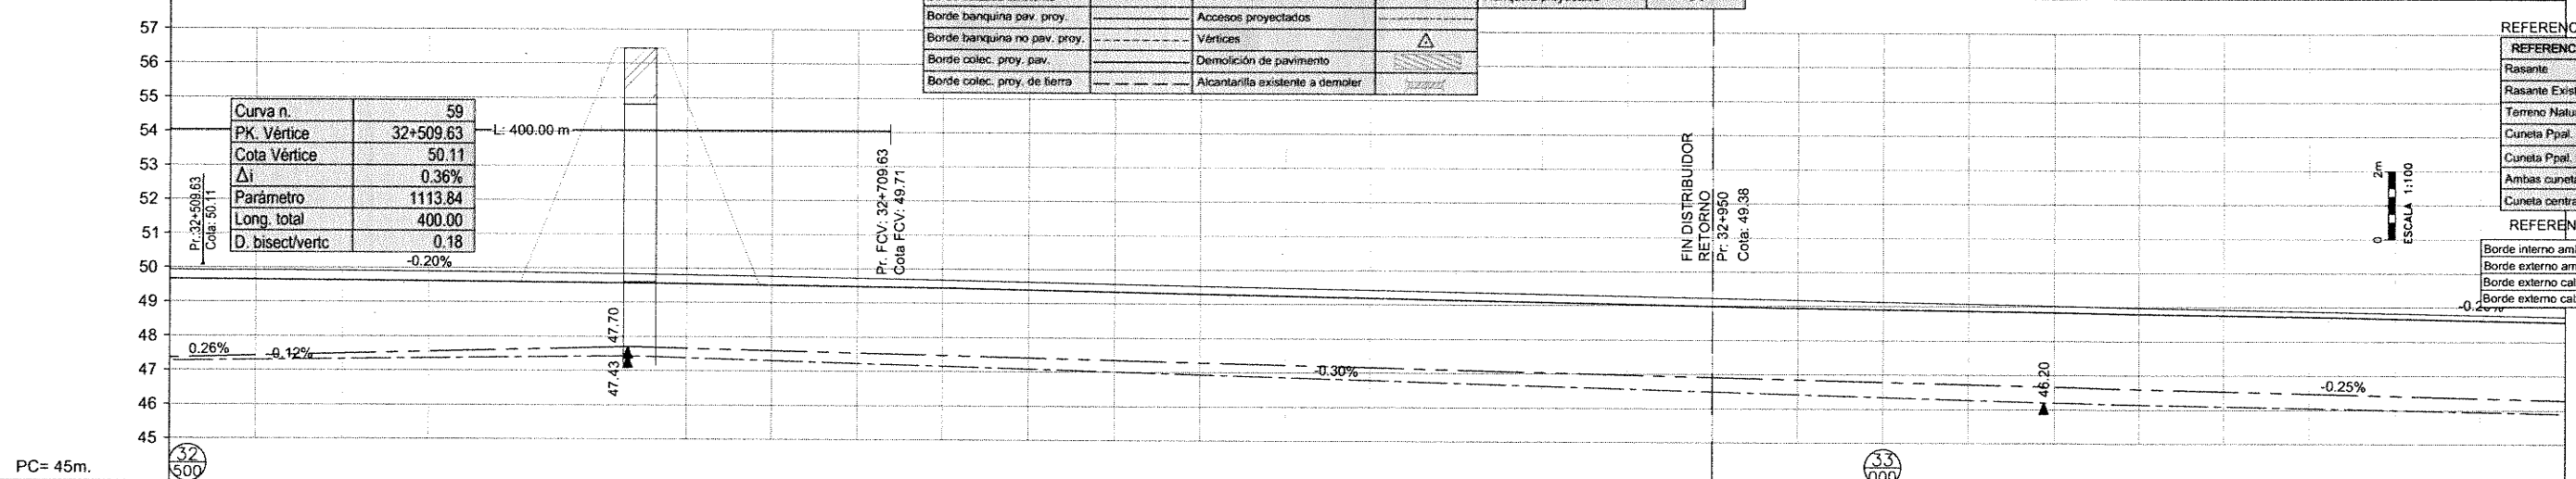 Borde banquina pav. proy. Accesos proyectados
Borde banquina no pav. proy. Vértices
Borde colec. proy. pav. Demolición de pavimento
Borde colec. proy. de tierra Alcantarilla existente a demoler
57
56
55
54
53
52
51
50
49
48
47
46
45
PC= 45m.
Curva n. 59
PK. Vértice 32+509.63
Cota Vértice 50.11
Δi 0.36%
Parámetro 1113.84
Long. total 400.00
D. bisect/vertc 0.18
L: 400.00 m
Pr.:32+509.63
Cota: 50.11
-0.20%
Pr. FCV: 32+709.63
Cota FCV: 49.71
FIN DISTRIBUIDOR
RETORNO
Pr: 32+950
Cota: 49.38
0.26%
-0.12%
47.70
47.43
-0.30%
46.20
-0.25%
32
500
33
000
2m
0
ESCALA 1:100
REFERENC
REFERENC
Rasante
Rasante Exist
Terreno Natu
Cuneta Ppal.
Cuneta Ppal.
Ambas cuneta
Cuneta centra
REFEREN
Borde interno am
Borde externo am
Borde externo cal
Borde externo cal